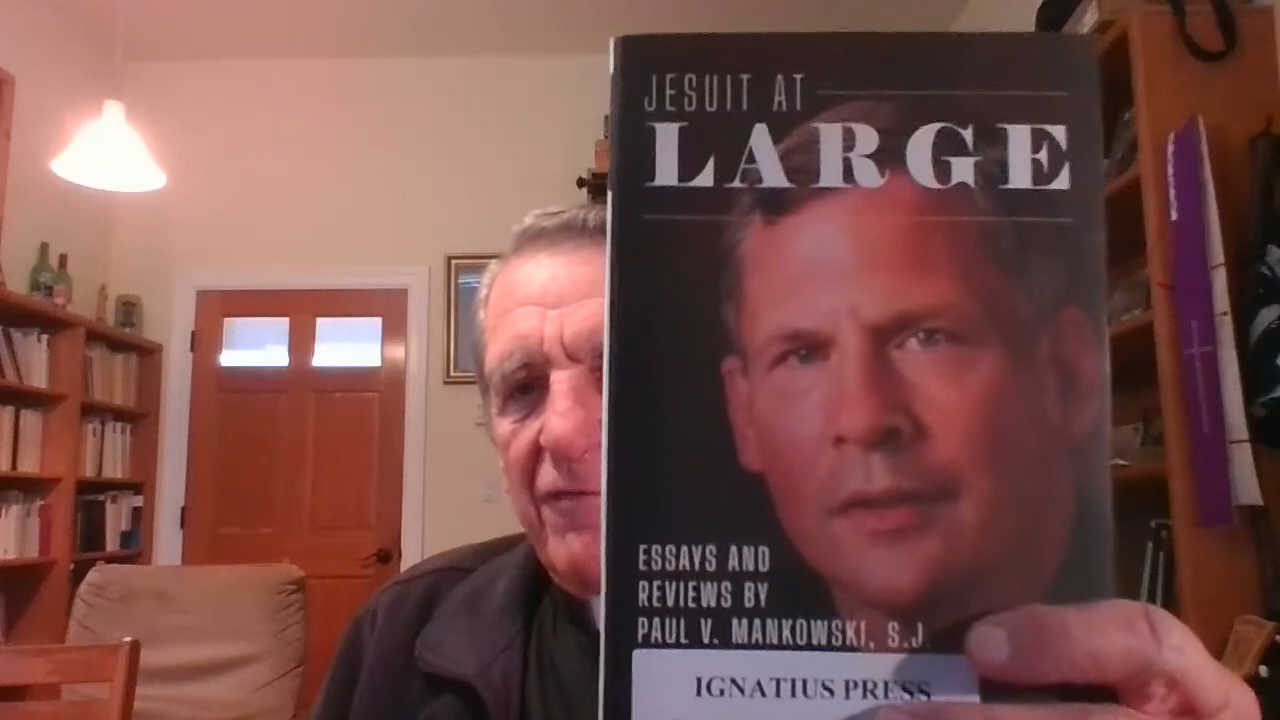 JESUIT AT
LARGE
ESSAYS AND
REVIEWS BY
PAUL V. MANKOWSKI, S.J.
IGNATIUS PRESS